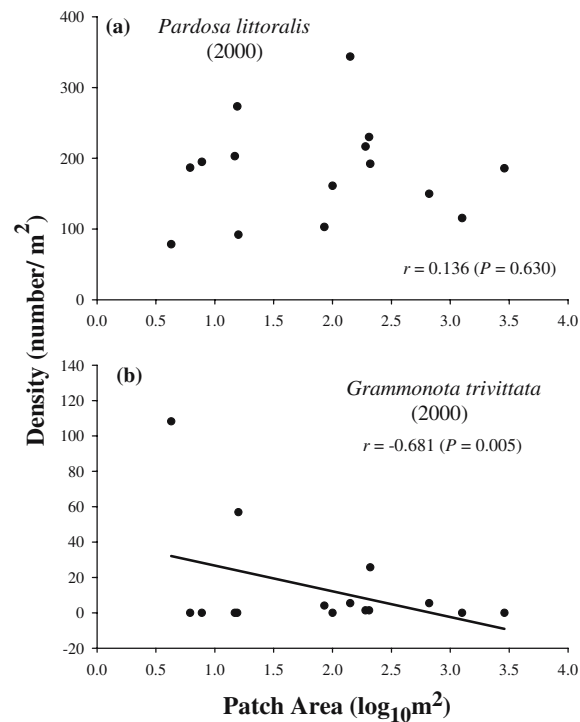 (a) Pardosa littoralis
(2000)
400
300
200
100
0
r = 0.136 (P = 0.630)
0.0 0.5 1.0 1.5 2.0 2.5 3.0 3.5 4.0
Density (number/ m²)
(b) Grammonota trivittata
(2000)
r = -0.681 (P = 0.005)
140
120
100
80
60
40
20
0
-20
0.0 0.5 1.0 1.5 2.0 2.5 3.0 3.5 4.0
Patch Area (log₁₀m²)